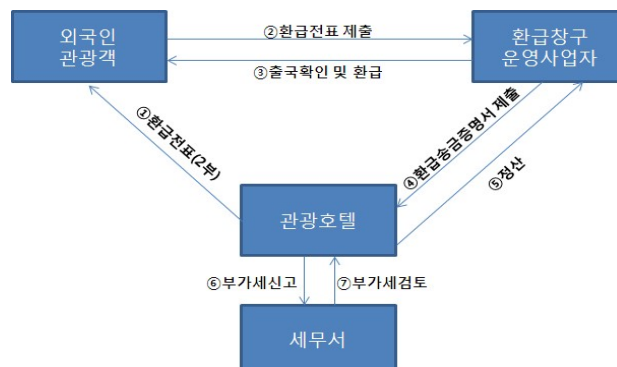 외국인
관광객
②환급전표 제출
환급창구
운영사업자
③출국확인 및 환급
①환급전표(2부)
④환급송금증명서 제출
⑤정산
관광호텔
⑥부가세신고
⑦부가세검토
세무서